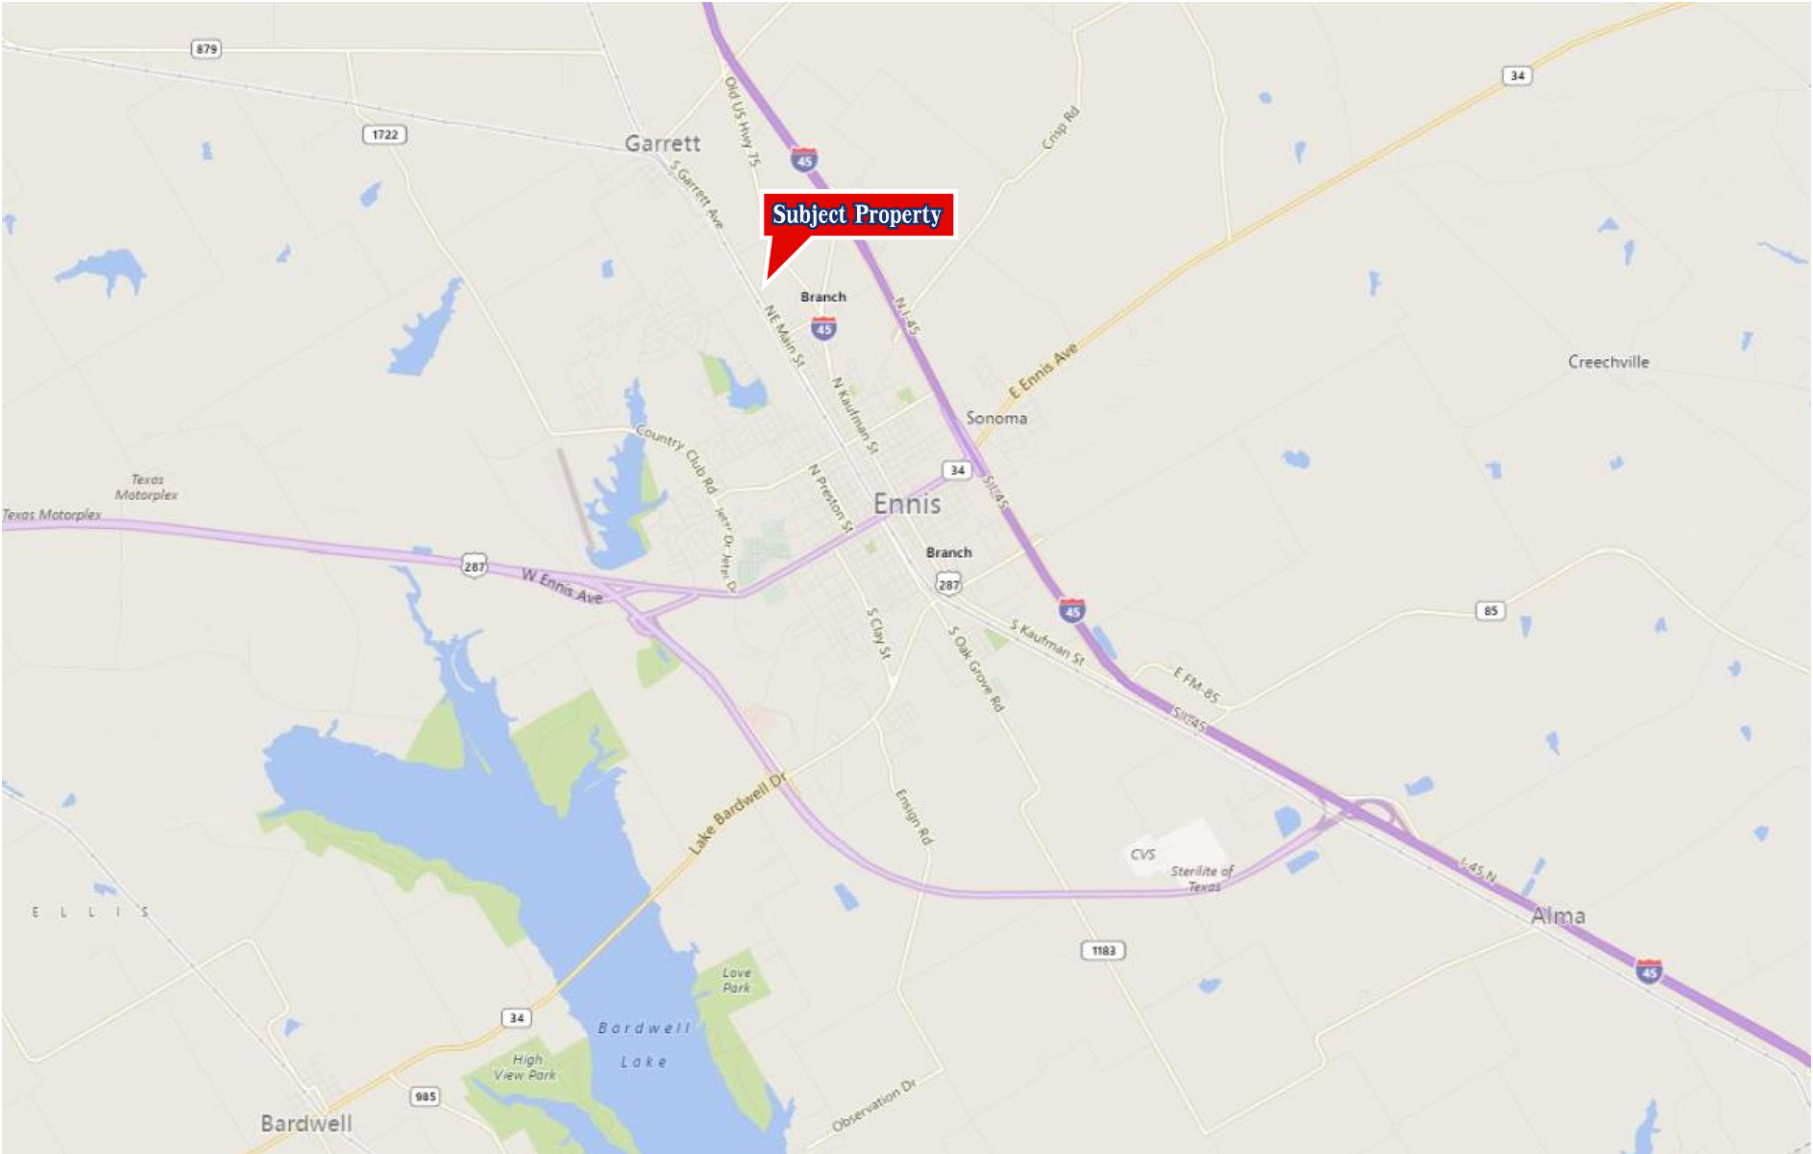 879
34
1722
Garrett
Old US Hwy 75
45
Crisp Rd
S Garrett Ave
Subject Property
Branch
45
NE Main St
N I-45
Creechville
E Ennis Ave
N Kaufman St
Sonoma
Country Club Rd
34
N Preston St
S I-45
Texas
Motorplex
Texas Motorplex
Ennis
Jeter Dr
Jeter D
Branch
287
287
W Ennis Ave
45
85
S Clay St
S Oak Grove Rd
S Kaufman St
E FM-85
S I-45
Lake Bardwell Dr
Ensign Rd
CVS
Sterilite of
Texas
I-45 N
E L L I S
Alma
1183
45
Love
Park
34
Bardwell
Lake
High
View Park
985
Observation Dr
Bardwell